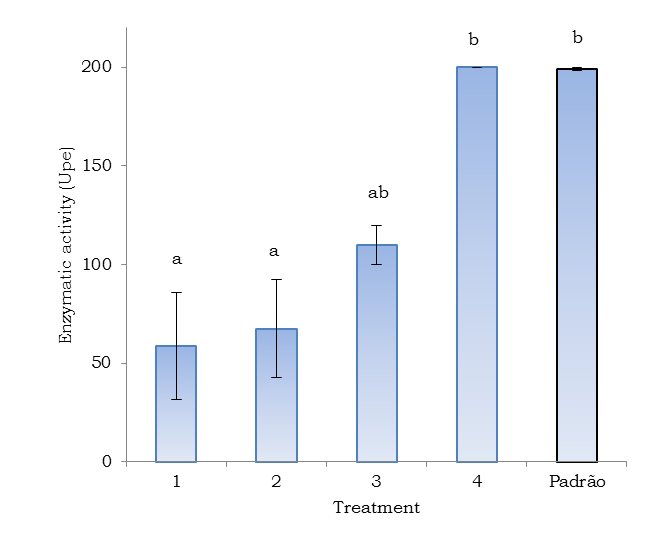 b
b
200
150
ab
a
a
100
50
0
Enzymatic activity (Upe)
1 2 3 4 Padrão
Treatment